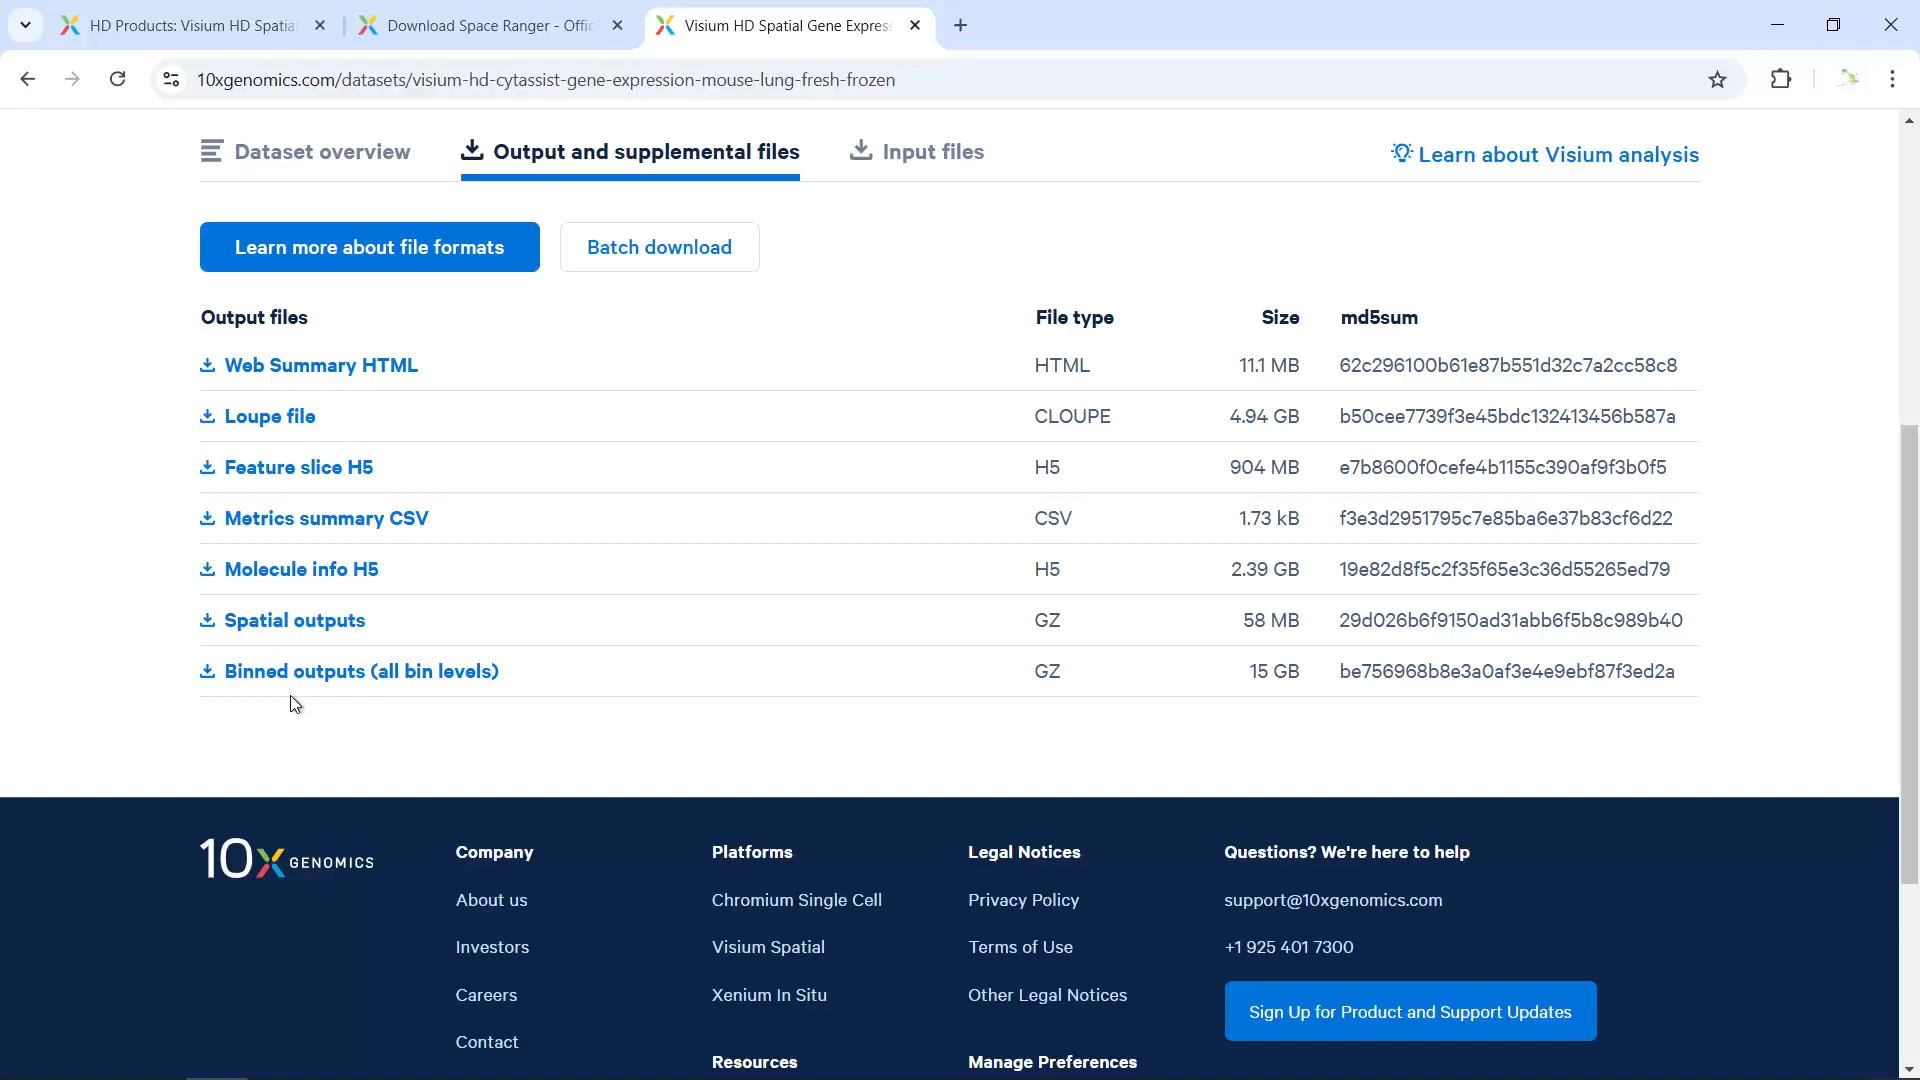 HD Products: Visium HD Spatia
Download Space Ranger - Offic
Visium HD Spatial Gene Expres
10xgenomics.com/datasets/visium-hd-cytassist-gene-expression-mouse-lung-fresh-frozen
Dataset overview
Output and supplemental files
Input files
Learn about Visium analysis
Learn more about file formats
Batch download
Output files File type Size md5sum
Web Summary HTML HTML 11.1 MB 62c296100b61e87b551d32c7a2cc58c8
Loupe file CLOUPE 4.94 GB b50cee7739f3e45bdc132413456b587a
Feature slice H5 H5 904 MB e7b8600f0cefe4b1155c390af9f3b0f5
Metrics summary CSV CSV 1.73 kB f3e3d2951795c7e85ba6e37b83cf6d22
Molecule info H5 H5 2.39 GB 19e82d8f5c2f35f65e3c36d55265ed79
Spatial outputs GZ 58 MB 29d026b6f9150ad31abb6f5b8c989b40
Binned outputs (all bin levels) GZ 15 GB be756968b8e3a0af3e4e9ebf87f3ed2a
10X GENOMICS
Company
About us
Investors
Careers
Contact
Platforms
Chromium Single Cell
Visium Spatial
Xenium In Situ
Resources
Legal Notices
Privacy Policy
Terms of Use
Other Legal Notices
Manage Preferences
Questions? We're here to help
support@10xgenomics.com
+1 925 401 7300
Sign Up for Product and Support Updates